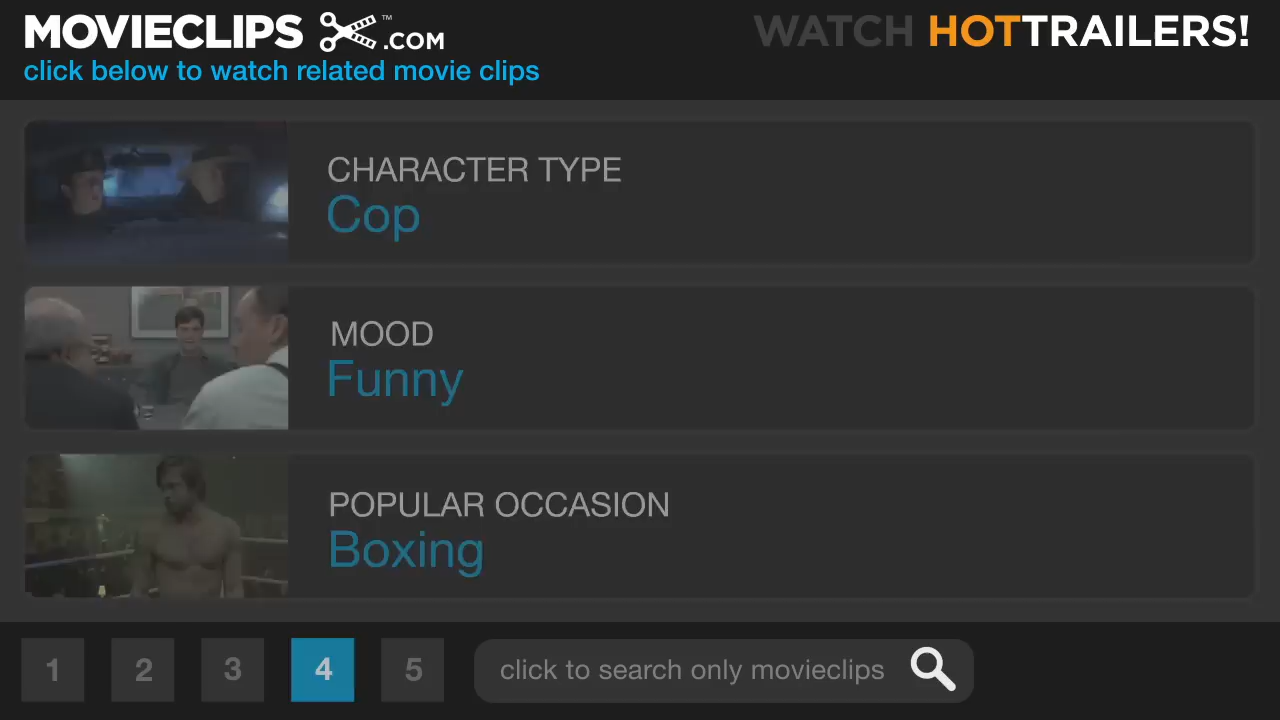 MOVIECLIPS ™ .COM
WATCH HOTTRAILERS!
click below to watch related movie clips
CHARACTER TYPE
Cop
MOOD
Funny
POPULAR OCCASION
Boxing
1 2 3 4 5 click to search only movieclips